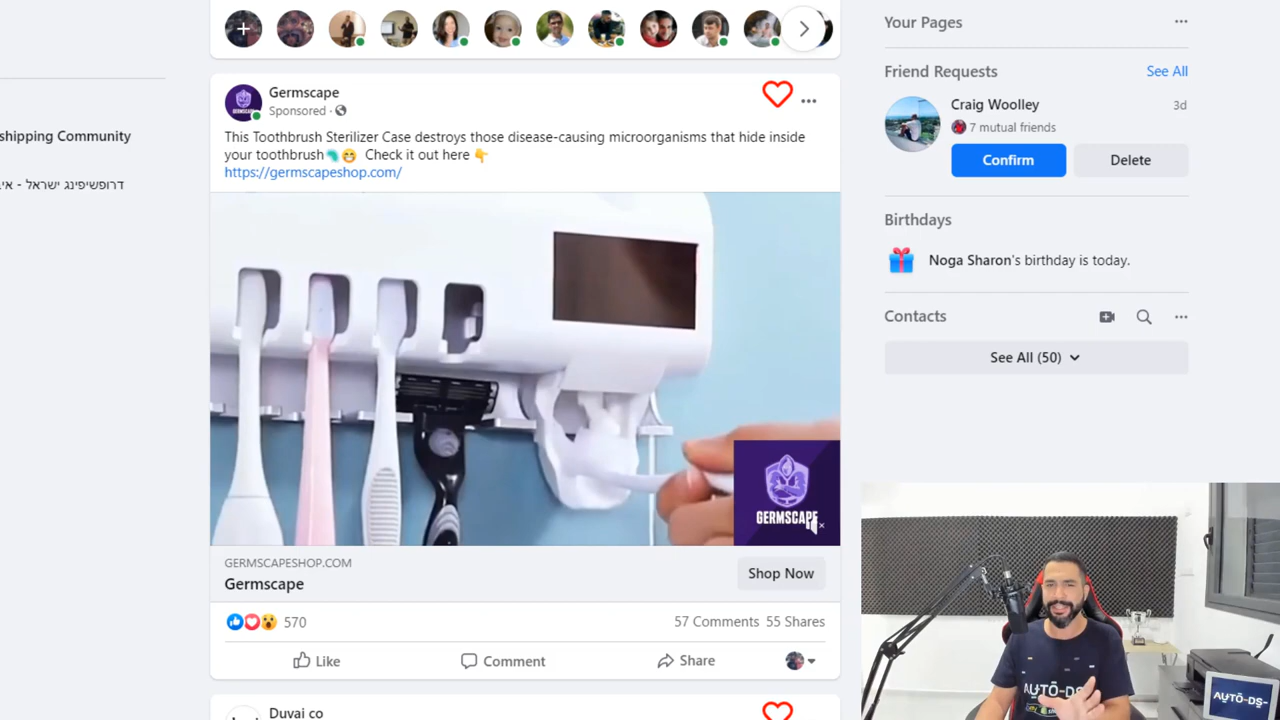 Your Pages
Friend Requests
See All
Craig Woolley
3d
7 mutual friends
Confirm
Delete
Birthdays
Noga Sharon's birthday is today.
Contacts
See All (50)
shipping Community
דרופשיפינג ישראל - אי
Germscape
Sponsored ·
This Toothbrush Sterilizer Case destroys those disease-causing microorganisms that hide inside
your toothbrush🦠😁 Check it out here 👇
https://germscapeshop.com/
GERMSCAPE
GERMSCAPESHOP.COM
Germscape
Shop Now
570
57 Comments 55 Shares
Like
Comment
Share
Duvai co
AUTO-DS-
AUTO-DS-